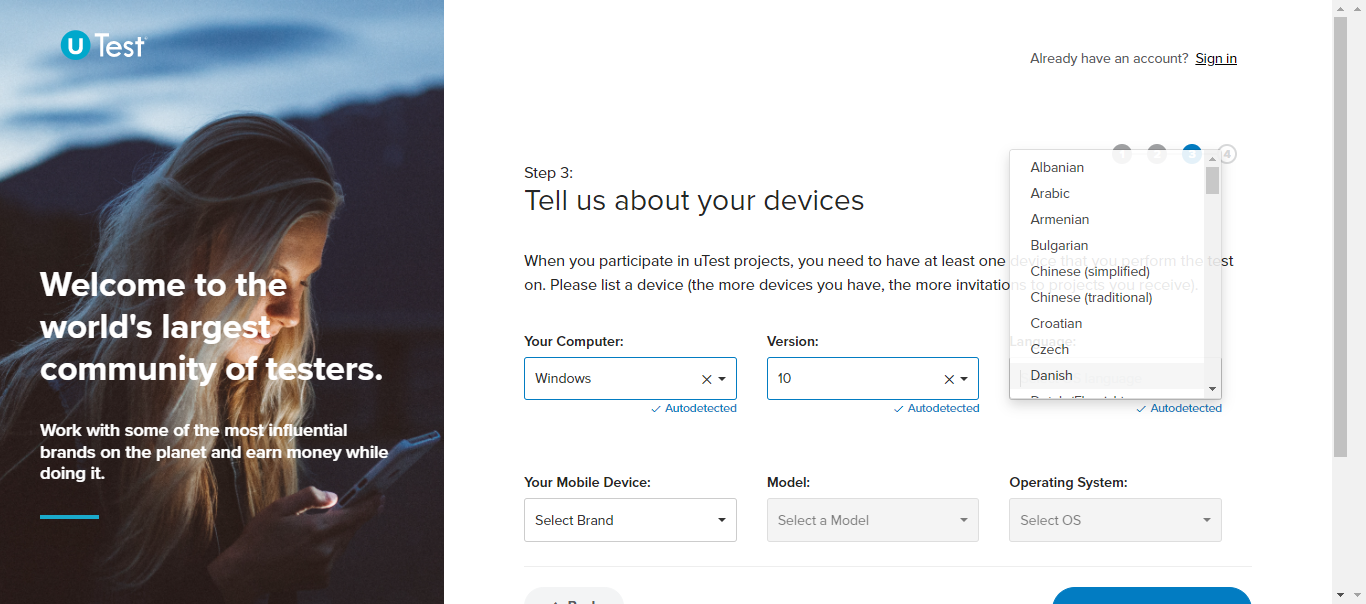 uTest
Already have an account? Sign in
1 2 3 4
Step 3:
Tell us about your devices
Welcome to the
world's largest
community of testers.
Work with some of the most influential
brands on the planet and earn money while
doing it.
When you participate in uTest projects, you need to have at least one device that you perform the test
on. Please list a device (the more devices you have, the more invitations to projects you receive).
Your Computer:
Windows
Autodetected
Version:
10
Autodetected
Language:
Albanian
Arabic
Armenian
Bulgarian
Chinese (simplified)
Chinese (traditional)
Croatian
Czech
Danish
Autodetected
Your Mobile Device:
Select Brand
Model:
Select a Model
Operating System:
Select OS